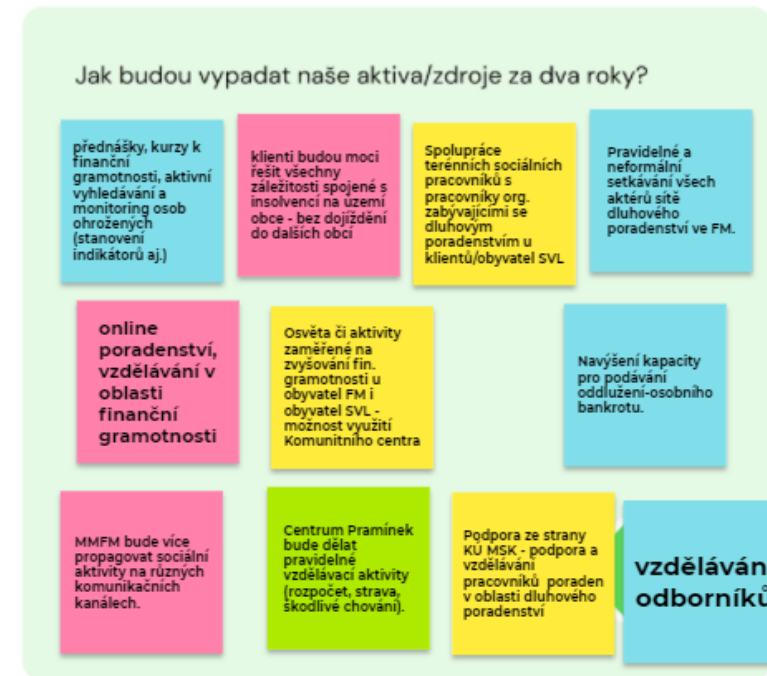 Jak budou vypadat naše aktiva/zdroje za dva roky?
přednášky, kurzy k
finanční
gramotnosti, aktivní
vyhledávání a
monitoring osob
ohrožených
(stanovení
indikátorů aj.)
klienti budou moci
řešit všechny
záležitosti spojené s
insolvencí na území
obce - bez dojíždění
do dalších obcí
Spolupráce
terénních sociálních
pracovníků s
pracovníky org.
zabývajícími se
dluhovým
poradenstvím u
klientů/obyvatel SVL
Pravidelné a
neformální
setkávání všech
aktérů sítě
dluhového
poradenství ve FM.
online
poradenství,
vzdělávání v
oblasti
finanční
gramotnosti
Osvěta či aktivity
zaměřené na
zvyšování fin.
gramotnosti u
obyvatel FM i
obyvatel SVL -
možnost využití
Komunitního centra
Navýšení kapacity
pro podávání
oddlužení-osobního
bankrotu.
MMFM bude více
propagovat sociální
aktivity na různých
komunikačních
kanálech.
Centrum Pramínek
bude dělat
pravidelné
vzdělávací aktivity
(rozpočet, strava,
škodlivé chování).
Podpora ze strany
KÚ MSK - podpora a
vzdělávání
pracovníků poraden
v oblasti dluhového
poradenství
vzděláván
odborníků